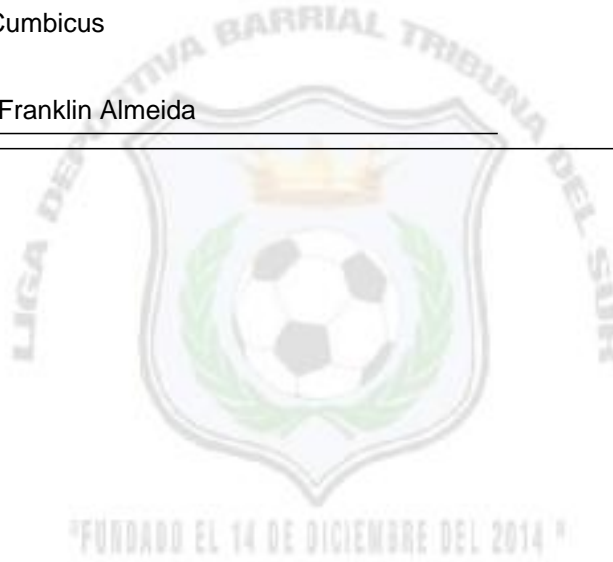 Cumbicus
Franklin Almeida
LIGA DEPORTIVA BARRIAL TRIBUNA DEL SUR
"FUNDADO EL 14 DE DICIEMBRE DEL 2014 "